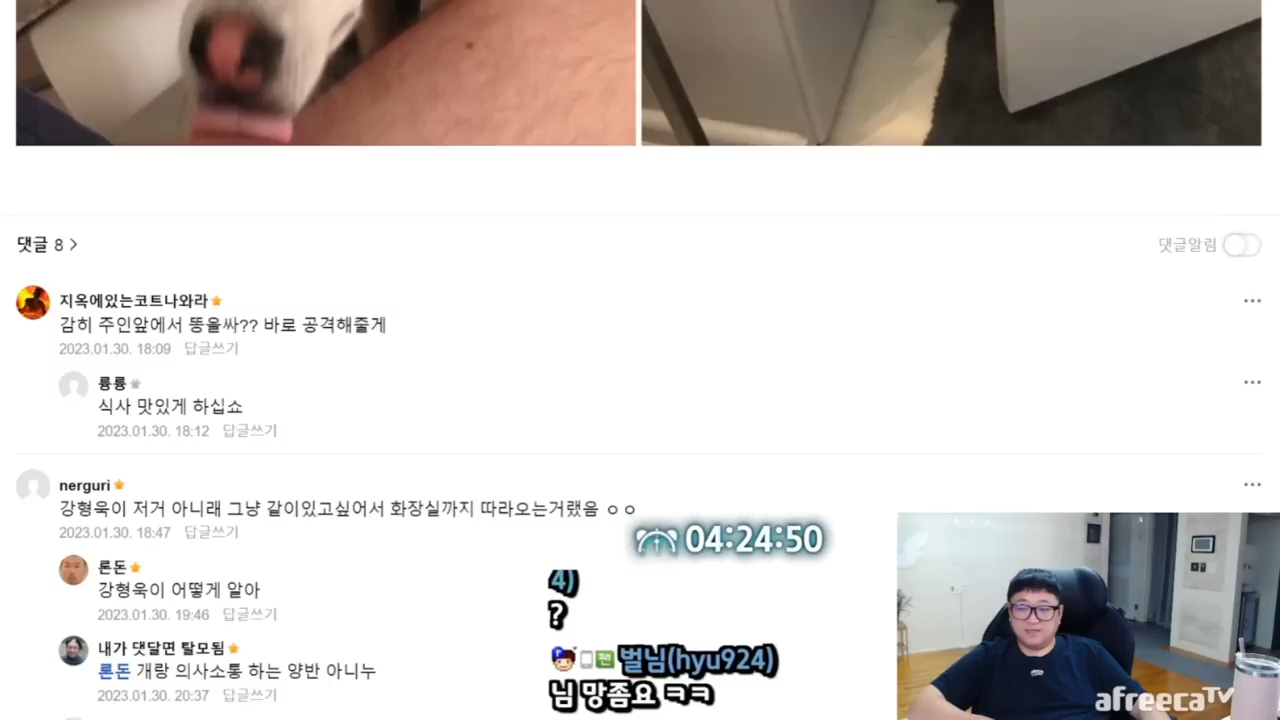 댓글 8 >
댓글알림
지옥에있는코트나와라
감히 주인앞에서 똥을싸?? 바로 공격해줄게
2023.01.30. 18:09 답글쓰기
륭륭
식사 맛있게 하십쇼
2023.01.30. 18:12 답글쓰기
nerguri
강형욱이 저거 아니래 그냥 같이있고싶어서 화장실까지 따라오는거랬음 ㅇㅇ
2023.01.30. 18:47 답글쓰기
론돈
강형욱이 어떻게 알아
2023.01.30. 19:46 답글쓰기
내가 댓달면 탈모됨
론돈 개랑 의사소통 하는 양반 아니누
2023.01.30. 20:37 답글쓰기
04:24:50
4)
?
벌님(hyu924)
님 망좀요 ㅋㅋ
afreecaTV